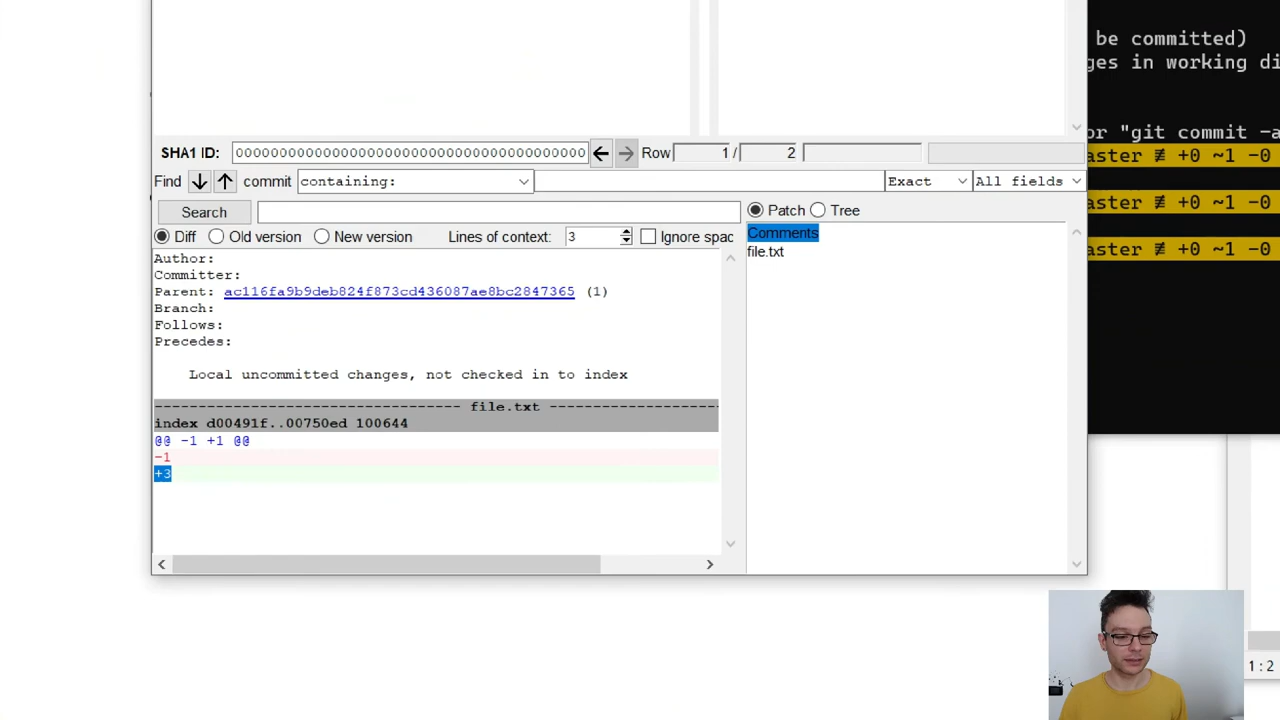 be committed)
ges in working di
or "git commit -a
SHA1 ID: 0000000000000000000000000000000000000000 Row 1 / 2
aster ≢ +0 ~1 -0
Find commit containing: Exact All fields
aster ≢ +0 ~1 -0
Search Patch Tree
Diff Old version New version Lines of context: 3 Ignore spac
Comments
file.txt
aster ≢ +0 ~1 -0
Author:
Committer:
Parent: ac116fa9b9deb824f873cd436087ae8bc2847365 (1)
Branch:
Follows:
Precedes:
Local uncommitted changes, not checked in to index
---------------------------------- file.txt -------------------
index d00491f..00750ed 100644
@@ -1 +1 @@
-1
+3
1:2